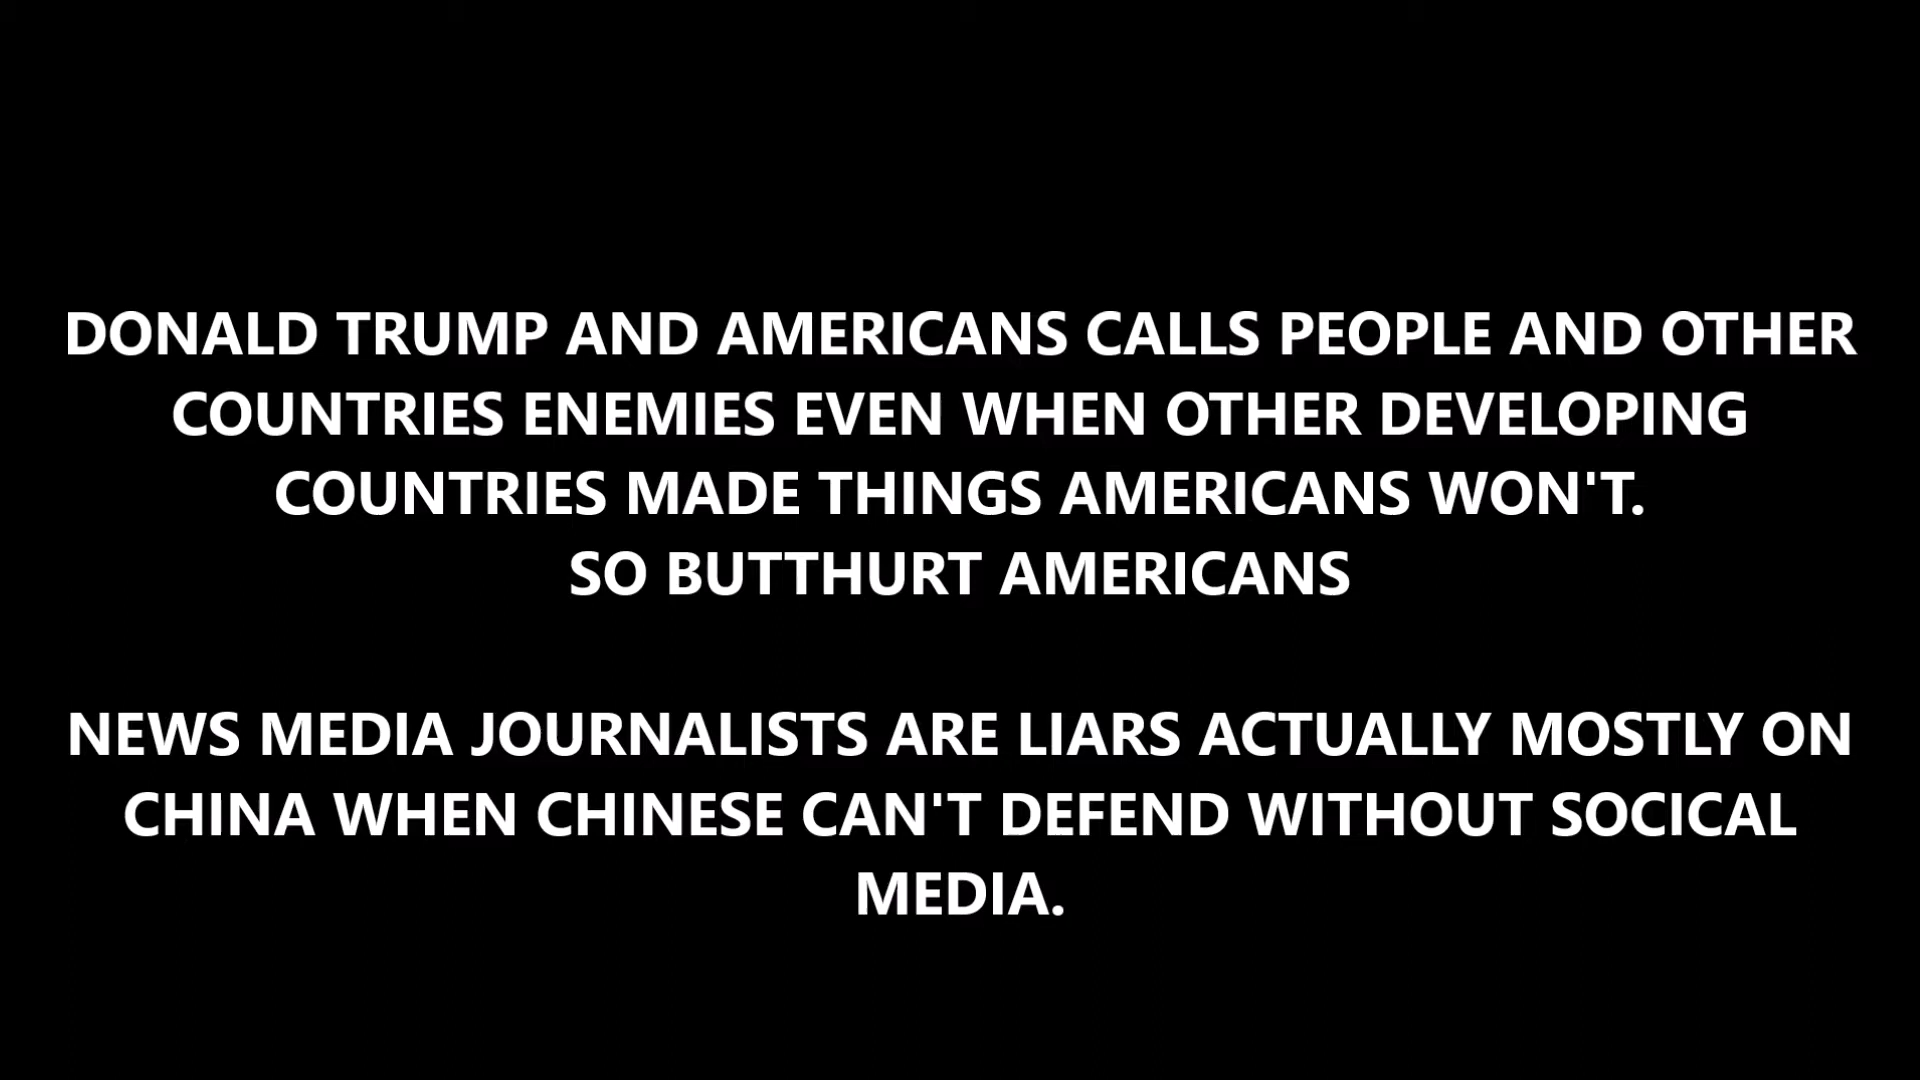 DONALD TRUMP AND AMERICANS CALLS PEOPLE AND OTHER
COUNTRIES ENEMIES EVEN WHEN OTHER DEVELOPING
COUNTRIES MADE THINGS AMERICANS WON'T.
SO BUTTHURT AMERICANS
NEWS MEDIA JOURNALISTS ARE LIARS ACTUALLY MOSTLY ON
CHINA WHEN CHINESE CAN'T DEFEND WITHOUT SOCICAL
MEDIA.